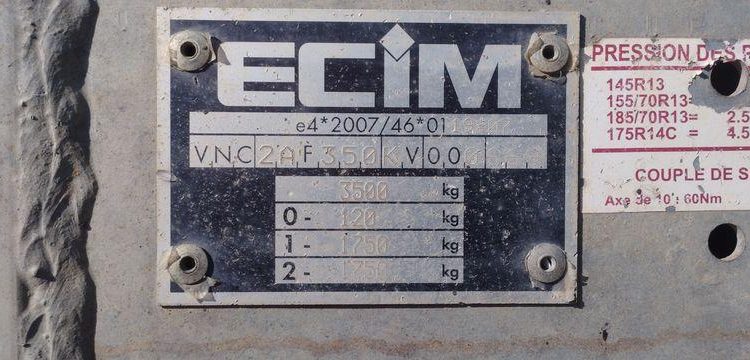 ECIM
e4*2007/46*01
VNC2AF350KV00
3500 kg
0- 120 kg
1- 1750 kg
2- 1750 kg
PRESSION DES
145R13
155/70R13=
185/70R13= 2.5
175R14C = 4.5
COUPLE DE S
Axe de 10 : 60Nm